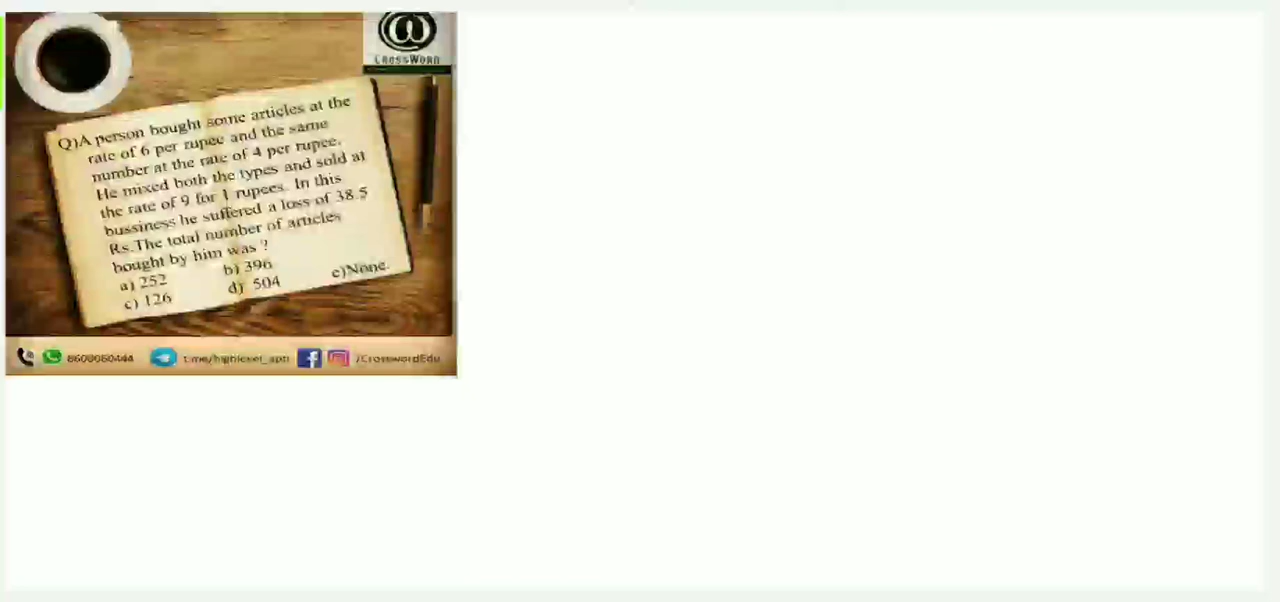 @
CROSSWORD
Q)A person bought some articles at the
rate of 6 per rupee and the same
number at the rate of 4 per rupee.
He mixed both the types and sold at
the rate of 9 for 1 rupees. In this
bussiness he suffered a loss of 38.5
Rs.The total number of articles
bought by him was ?
a) 252 b) 396
c) 126 d) 504 e)None.
/CrosswordEdu